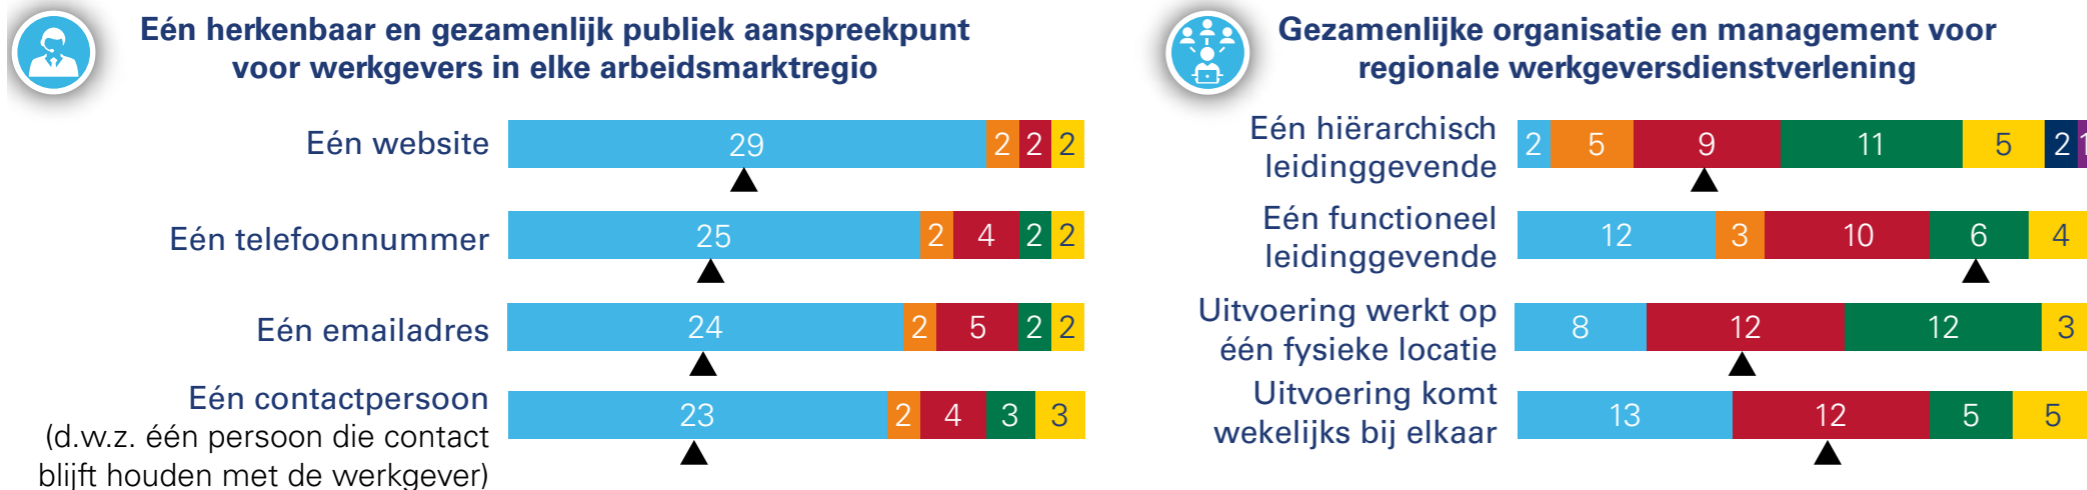 Eén herkenbaar en gezamenlijk publiek aanspreekpunt
voor werkgevers in elke arbeidsmarktregio
Eén website
29 2 2 2
Eén telefoonnummer
25 2 4 2 2
Eén emailadres
24 2 5 2 2
Eén contactpersoon
(d.w.z. één persoon die contact
blijft houden met de werkgever)
23 2 4 3 3
Gezamenlijke organisatie en management voor
regionale werkgeversdienstverlening
Eén hiërarchisch
leidinggevende
2 5 9 11 5 2 1
Eén functioneel
leidinggevende
12 3 10 6 4
Uitvoering werkt op
één fysieke locatie
8 12 12 3
Uitvoering komt
wekelijks bij elkaar
13 12 5 5